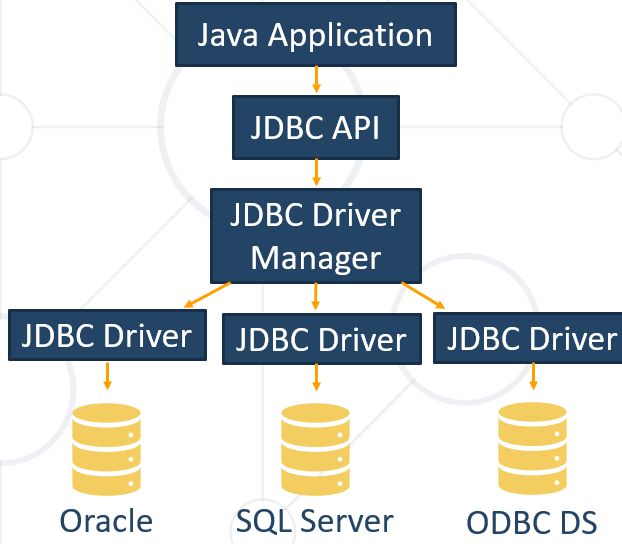 Java Application
JDBC API
JDBC Driver
Manager
JDBC Driver
JDBC Driver
JDBC Driver
Oracle
SQL Server
ODBC DS